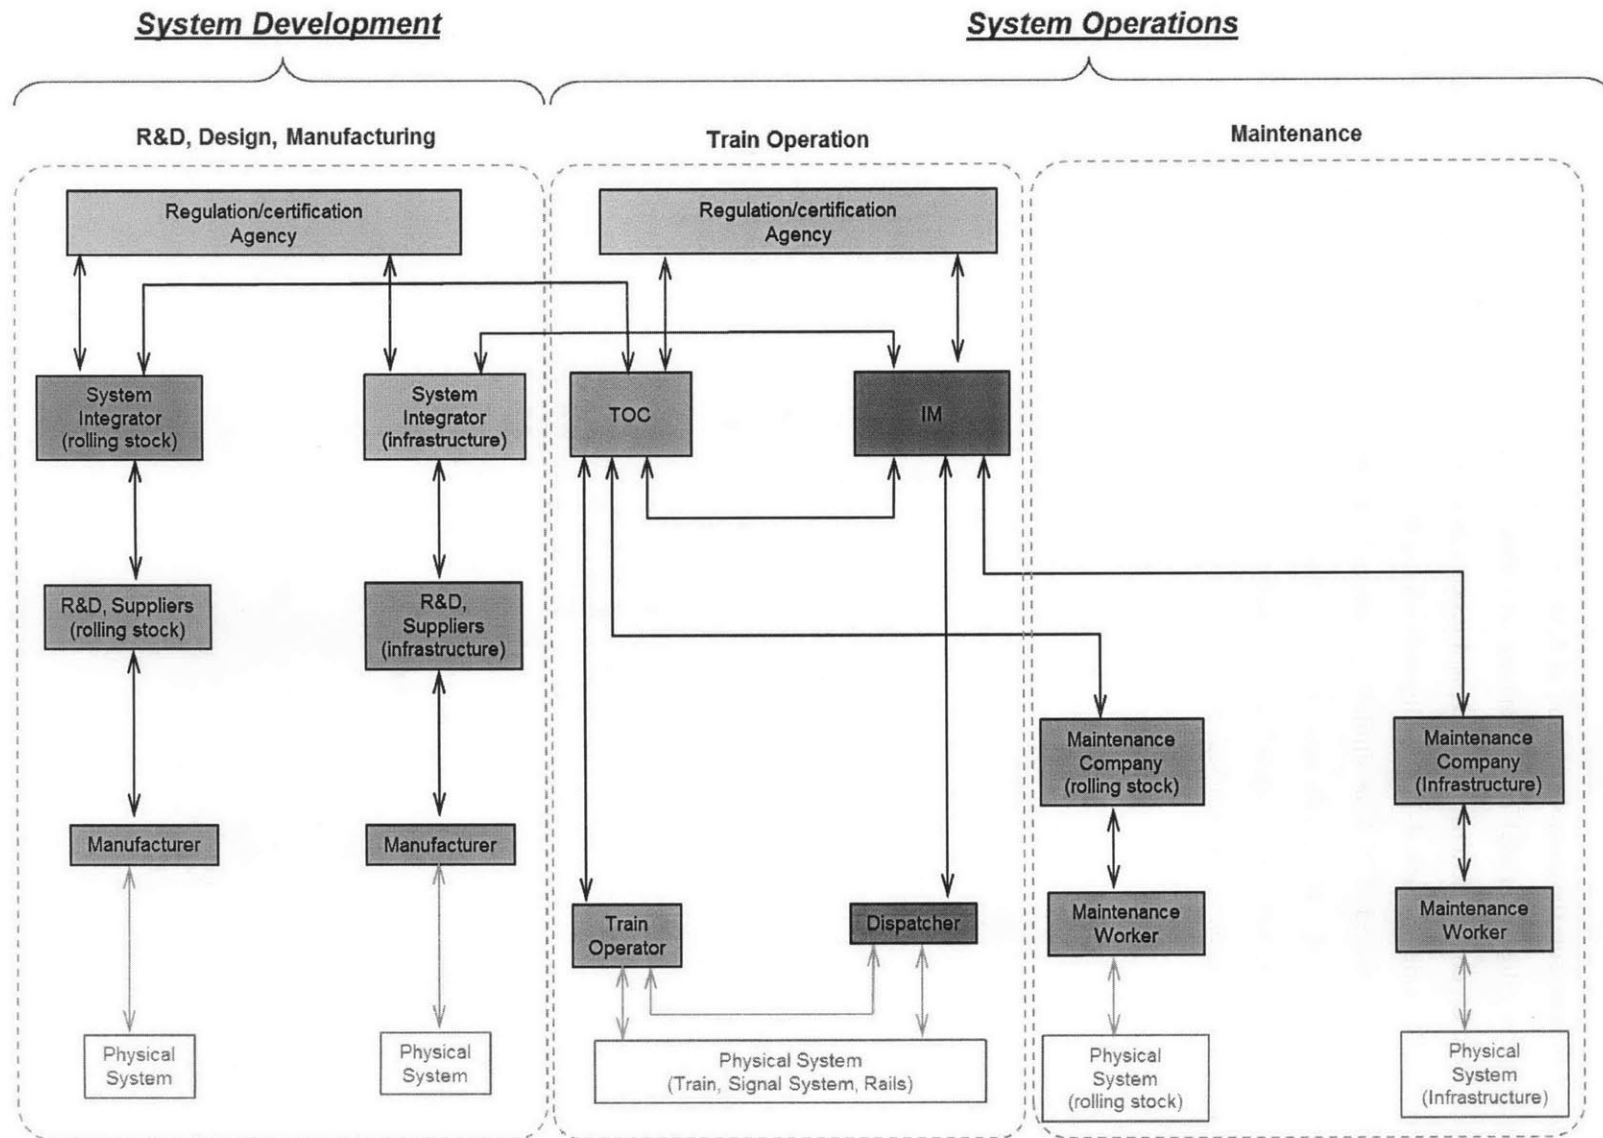 System Development
System Operations
R&D, Design, Manufacturing
Train Operation
Maintenance
Regulation/certification
Agency
Regulation/certification
Agency
System
Integrator
(rolling stock)
System
Integrator
(infrastructure)
TOC
IM
R&D, Suppliers
(rolling stock)
R&D,
Suppliers
(infrastructure)
Maintenance
Company
(rolling stock)
Maintenance
Company
(Infrastructure)
Manufacturer
Manufacturer
Train
Operator
Dispatcher
Maintenance
Worker
Maintenance
Worker
Physical
System
Physical
System
Physical System
(Train, Signal System, Rails)
Physical
System
(rolling stock)
Physical
System
(Infrastructure)